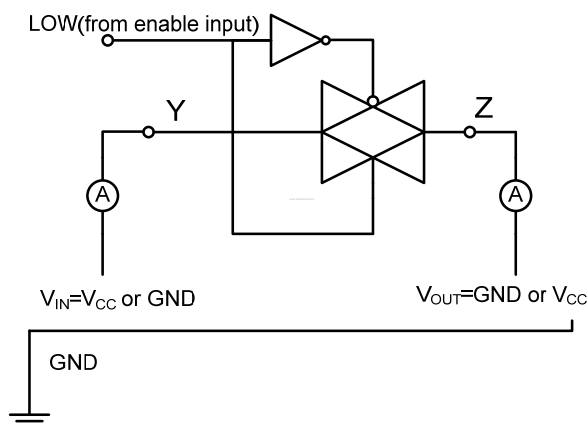 LOW(from enable input)
Y
Z
A
A
VIN=VCC or GND
VOUT=GND or VCC
GND